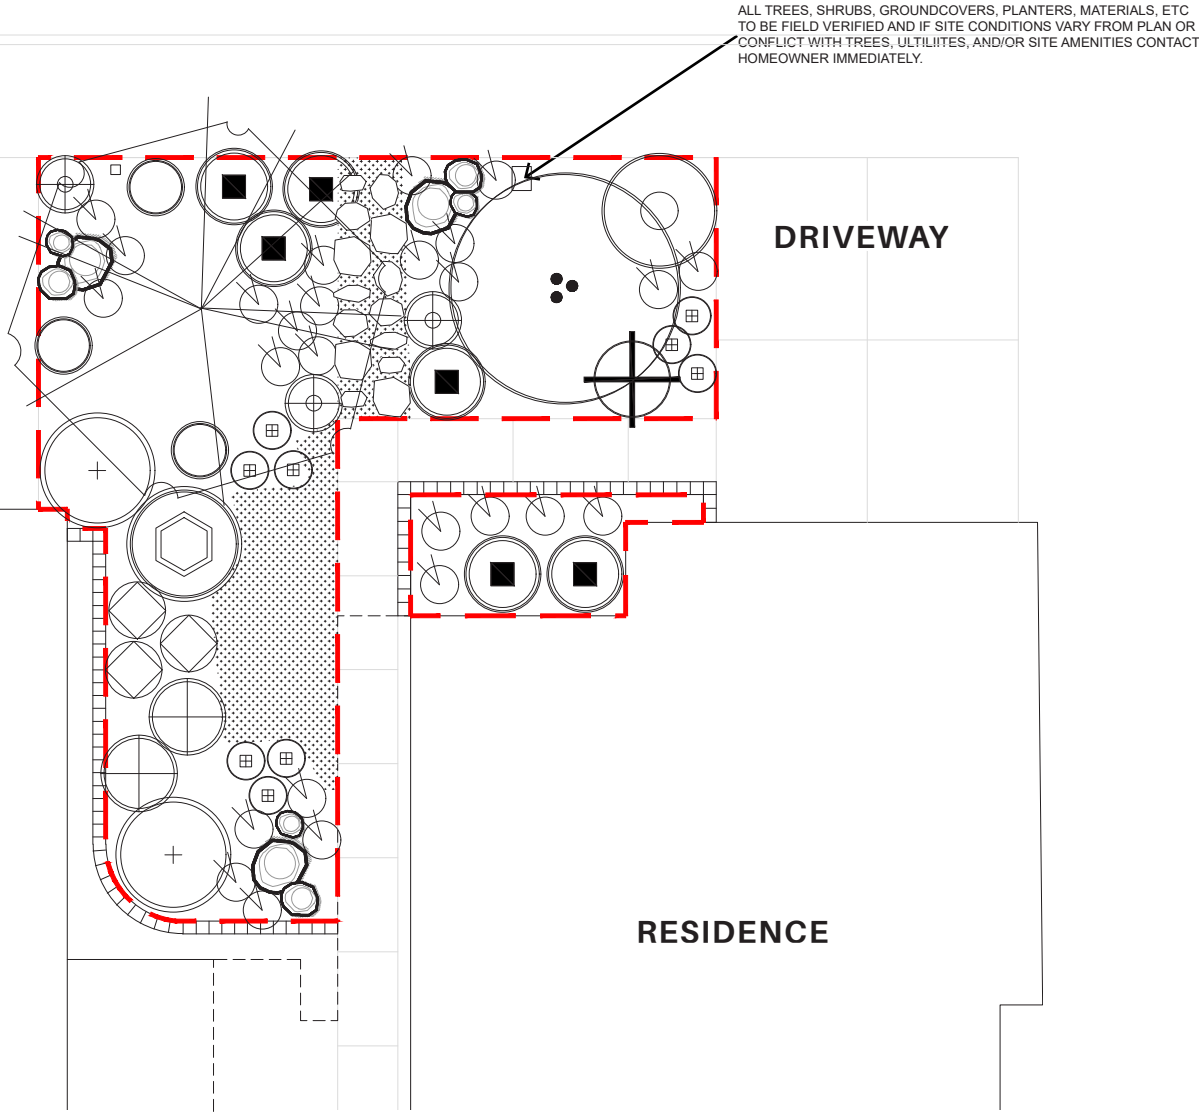 ALL TREES, SHRUBS, GROUNDCOVERS, PLANTERS, MATERIALS, ETC
TO BE FIELD VERIFIED AND IF SITE CONDITIONS VARY FROM PLAN OR
CONFLICT WITH TREES, ULTILIITES, AND/OR SITE AMENITIES CONTACT
HOMEOWNER IMMEDIATELY.
DRIVEWAY
RESIDENCE